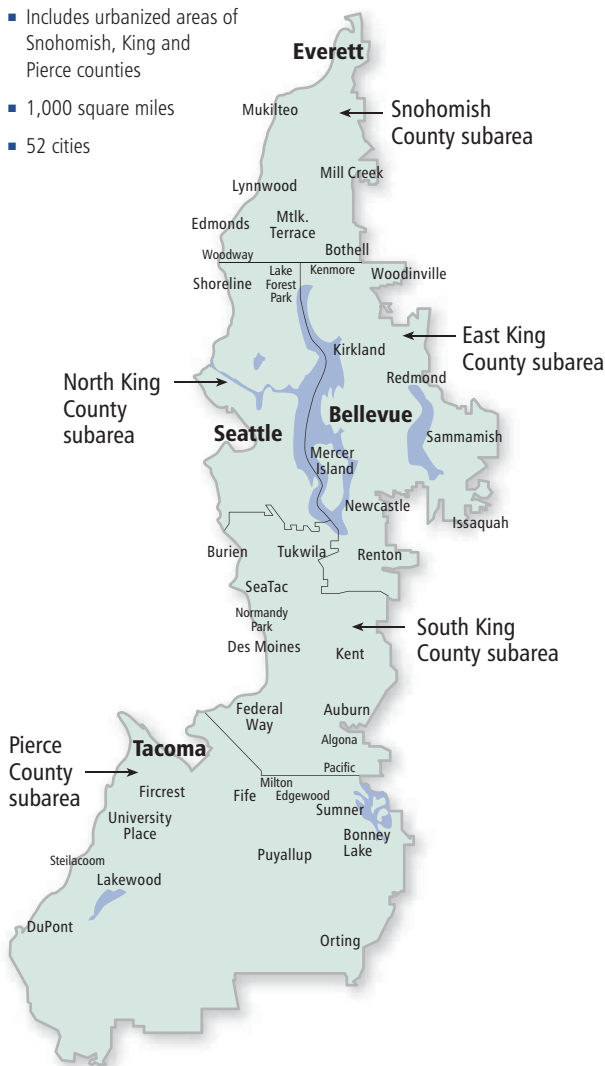 ▪ Includes urbanized areas of
Snohomish, King and
Pierce counties
▪ 1,000 square miles
▪ 52 cities
Everett
Mukilteo
Snohomish
County subarea
Mill Creek
Lynnwood
Edmonds
Mtlk.
Terrace
Bothell
Woodway
Shoreline
Lake
Forest
Park
Kenmore
Woodinville
East King
County subarea
Kirkland
Redmond
North King
County
subarea
Seattle
Bellevue
Sammamish
Mercer
Island
Newcastle
Issaquah
Burien
Tukwila
Renton
SeaTac
Normandy
Park
Des Moines
South King
County subarea
Kent
Federal
Way
Auburn
Algona
Pacific
Pierce
County
subarea
Tacoma
Fircrest
Fife
Milton
Edgewood
Sumner
University
Place
Bonney
Lake
Puyallup
Steilacoom
Lakewood
DuPont
Orting